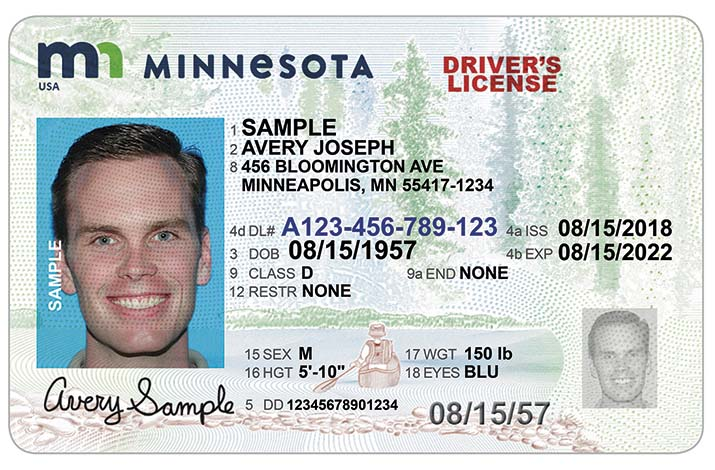 mn MINNESOTA
USA
DRIVER'S
LICENSE
1 SAMPLE
2 AVERY JOSEPH
8 456 BLOOMINGTON AVE
MINNEAPOLIS, MN 55417-1234
4d DL# A123-456-789-123 4a ISS 08/15/2018
3 DOB 08/15/1957 4b EXP 08/15/2022
9 CLASS D 9a END NONE
12 RESTR NONE
SAMPLE
15 SEX M 17 WGT 150 lb
16 HGT 5'-10" 18 EYES BLU
Avery Sample
5 DD 12345678901234
08/15/57